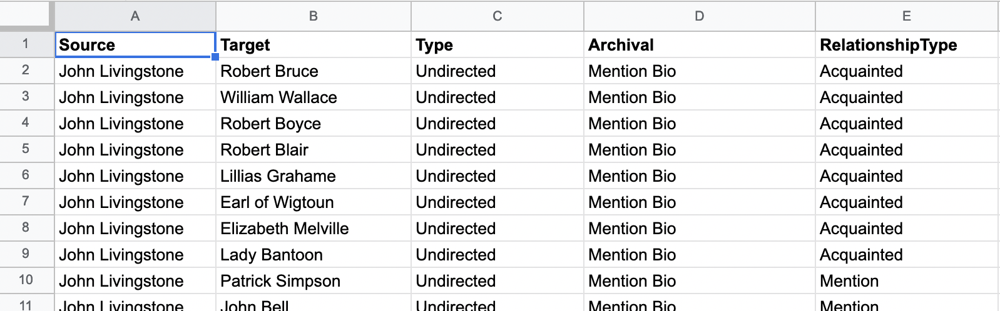 A B C D E
1 Source Target Type Archival RelationshipType
2 John Livingstone Robert Bruce Undirected Mention Bio Acquainted
3 John Livingstone William Wallace Undirected Mention Bio Acquainted
4 John Livingstone Robert Boyce Undirected Mention Bio Acquainted
5 John Livingstone Robert Blair Undirected Mention Bio Acquainted
6 John Livingstone Lillias Grahame Undirected Mention Bio Acquainted
7 John Livingstone Earl of Wigtoun Undirected Mention Bio Acquainted
8 John Livingstone Elizabeth Melville Undirected Mention Bio Acquainted
9 John Livingstone Lady Bantoon Undirected Mention Bio Acquainted
10 John Livingstone Patrick Simpson Undirected Mention Bio Mention
11 John Livingstone John Bell Undirected Mention Bio Mention